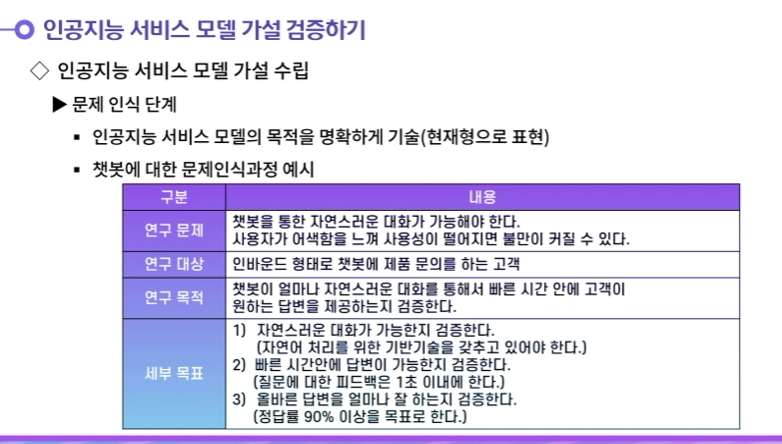 인공지능 서비스 모델 가설 검증하기
◇ 인공지능 서비스 모델 가설 수립
▶ 문제 인식 단계
▪ 인공지능 서비스 모델의 목적을 명확하게 기술(현재형으로 표현)
▪ 챗봇에 대한 문제인식과정 예시
구분 내용
연구 문제 챗봇을 통한 자연스러운 대화가 가능해야 한다.
사용자가 어색함을 느껴 사용성이 떨어지면 불만이 커질 수 있다.
연구 대상 인바운드 형태로 챗봇에 제품 문의를 하는 고객
연구 목적 챗봇이 얼마나 자연스러운 대화를 통해서 빠른 시간 안에 고객이
원하는 답변을 제공하는지 검증한다.
세부 목표 1) 자연스러운 대화가 가능한지 검증한다.
(자연어 처리를 위한 기반기술을 갖추고 있어야 한다.)
2) 빠른 시간안에 답변이 가능한지 검증한다.
(질문에 대한 피드백은 1초 이내에 한다.)
3) 올바른 답변을 얼마나 잘 하는지 검증한다.
(정답률 90% 이상을 목표로 한다.)